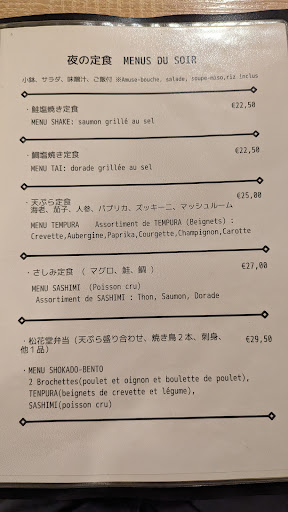 夜の定食 MENUS DU SOIR
小鉢、サラダ、味噌汁、ご飯付 ※Amuse-bouche, salade, soupe-miso,riz inclus
・鮭塩焼き定食 €22,50
MENU SHAKE: saumon grillé au sel
・鯛塩焼き定食 €22,50
MENU TAI: dorade grillée au sel
・天ぷら定食 €25,00
海老、茄子、人参、パプリカ、ズッキーニ、マッシュルーム
MENU TEMPURA Assortiment de TEMPURA (Beignets) :
Crevette,Aubergine,Paprika,Courgette,Champignon,Carotte
・さしみ定食 ( マグロ、鮭、鯛 ) €27,00
MENU SASHIMI (Poisson cru)
Assortiment de SASHIMI : Thon, Saumon, Dorade
・松花堂弁当(天ぷら盛り合わせ、焼き鳥２本、刺身、 €29,50
他１品)
・MENU SHOKADO-BENTO
2 Brochettes(poulet et oignon et boulette de poulet),
TENPURA(beignets de crevette et légume),
SASHIMI(poisson cru)